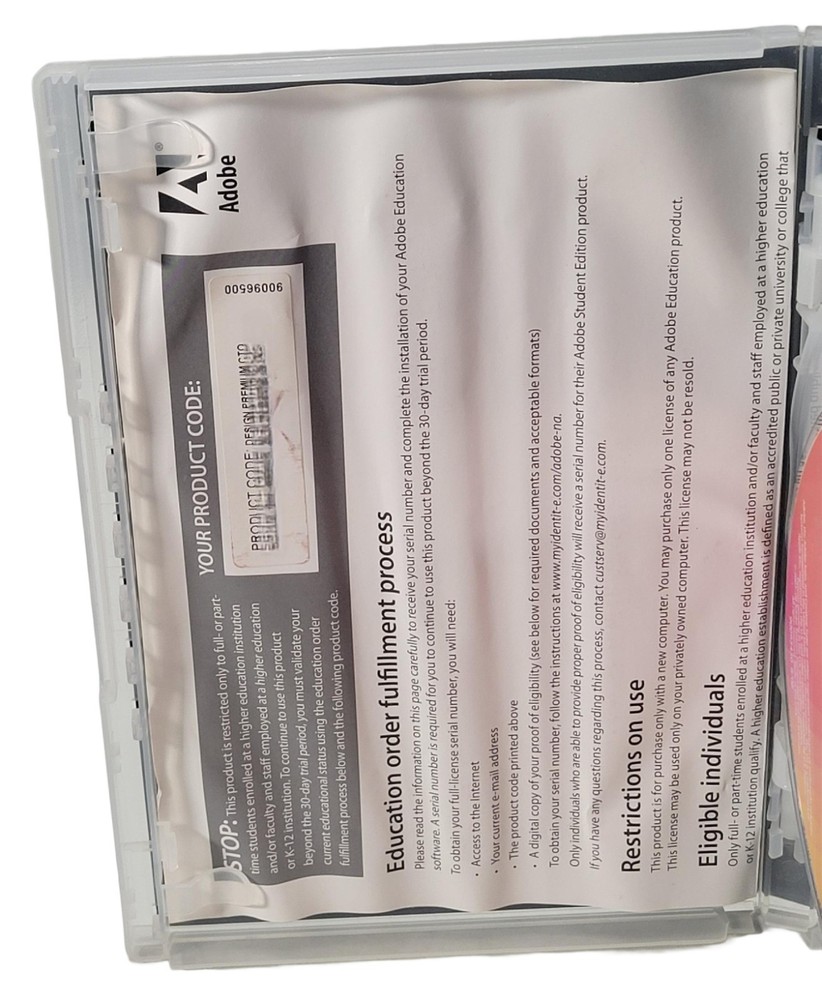 Adobe
STOP: This product is restricted only to full- or part-
time students enrolled at a higher education institution
and/or faculty and staff employed at a higher education
or K-12 institution. To continue to use this product
beyond the 30-day trial period, you must validate your
current educational status using the education order
fulfillment process below and the following product code.
YOUR PRODUCT CODE:
PRODUCT CODE: DESIGN PREMIUM
90096500
Education order fulfillment process
Please read the information on this page carefully to receive your serial number and complete the installation of your Adobe Education
software. A serial number is required for you to continue to use this product beyond the 30-day trial period.
To obtain your full-license serial number, you will need:
• Access to the Internet
• Your current e-mail address
• The product code printed above
• A digital copy of your proof of eligibility (see below for required documents and acceptable formats)
To obtain your serial number, follow the instructions at www.myidentit-e.com/adobe-na.
Only individuals who are able to provide proper proof of eligibility will receive a serial number for their Adobe Student Edition product.
If you have any questions regarding this process, contact custserv@myidentit-e.com.
Restrictions on use
This product is for purchase only with a new computer. You may purchase only one license of any Adobe Education product.
This license may be used only on your privately owned computer. This license may not be resold.
Eligible individuals
Only full- or part-time students enrolled at a higher education institution and/or faculty and staff employed at a higher education
or K-12 institution qualify. A higher education establishment is defined as an accredited public or private university or college that